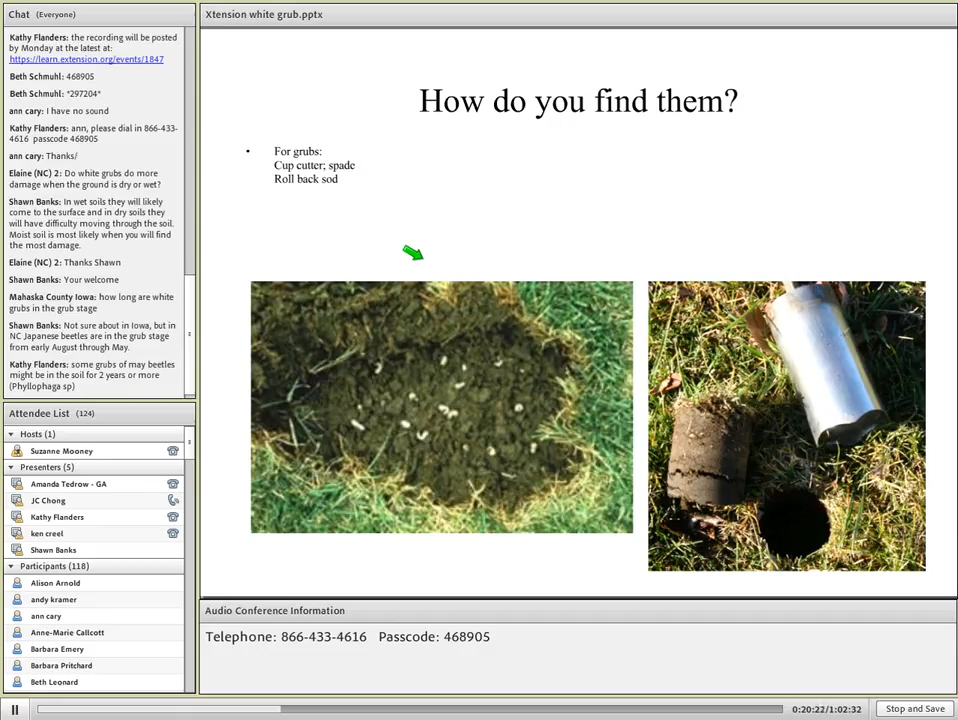 Chat (Everyone)
Kathy Flanders: the recording will be posted
by Monday at the latest at:
https://learn.extension.org/events/1847
Beth Schmuhl: 468905
Beth Schmuhl: *297204*
ann cary: I have no sound
Kathy Flanders: ann, please dial in 866-433-
4616 passcode 468905
ann cary: Thanks/
Elaine (NC) 2: Do white grubs do more
damage when the ground is dry or wet?
Shawn Banks: In wet soils they will likely
come to the surface and in dry soils they
will have difficulty moving through the soil.
Moist soil is most likely when you will find
the most damage.
Elaine (NC) 2: Thanks Shawn
Shawn Banks: Your welcome
Mahaska County Iowa: how long are white
grubs in the grub stage
Shawn Banks: Not sure about in Iowa, but in
NC Japanese beetles are in the grub stage
from early August through May.
Kathy Flanders: some grubs of may beetles
might be in the soil for 2 years or more
(Phyllophaga sp)
Attendee List (124)
Hosts (1)
Suzanne Mooney
Presenters (5)
Amanda Tedrow - GA
JC Chong
Kathy Flanders
ken creel
Shawn Banks
Participants (118)
Alison Arnold
andy kramer
ann cary
Anne-Marie Callcott
Barbara Emery
Barbara Pritchard
Beth Leonard
Xtension white grub.pptx
How do you find them?
• For grubs:
Cup cutter; spade
Roll back sod
Audio Conference Information
Telephone: 866-433-4616 Passcode: 468905
0:20:22/1:02:32
Stop and Save